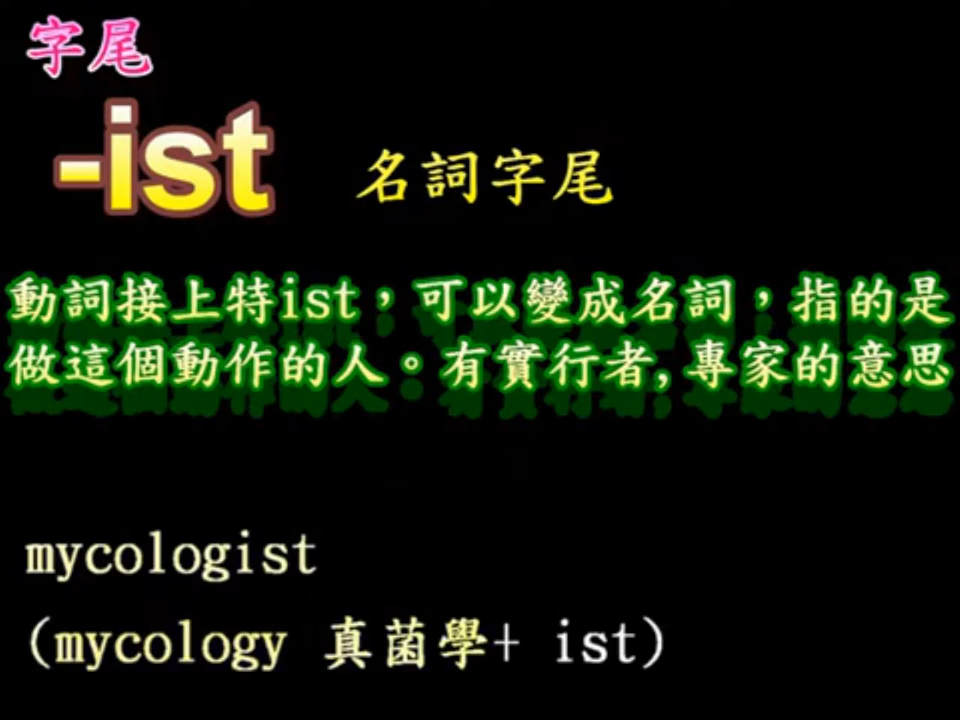 字尾
-ist 名詞字尾
動詞接上特ist，可以變成名詞，指的是
做這個動作的人。有實行者,專家的意思
mycologist
(mycology 真菌學+ ist)